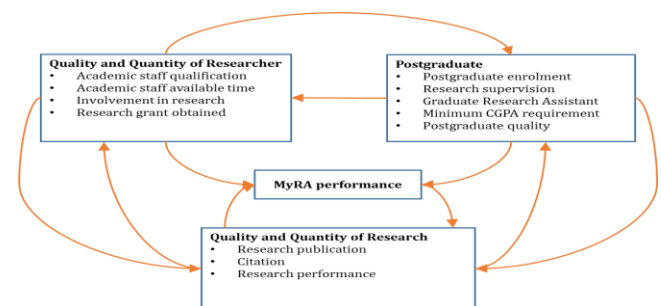 Quality and Quantity of Researcher
• Academic staff qualification
• Academic staff available time
• Involvement in research
• Research grant obtained
Postgraduate
• Postgraduate enrolment
• Research supervision
• Graduate Research Assistant
• Minimum CGPA requirement
• Postgraduate quality
MyRA performance
Quality and Quantity of Research
• Research publication
• Citation
• Research performance